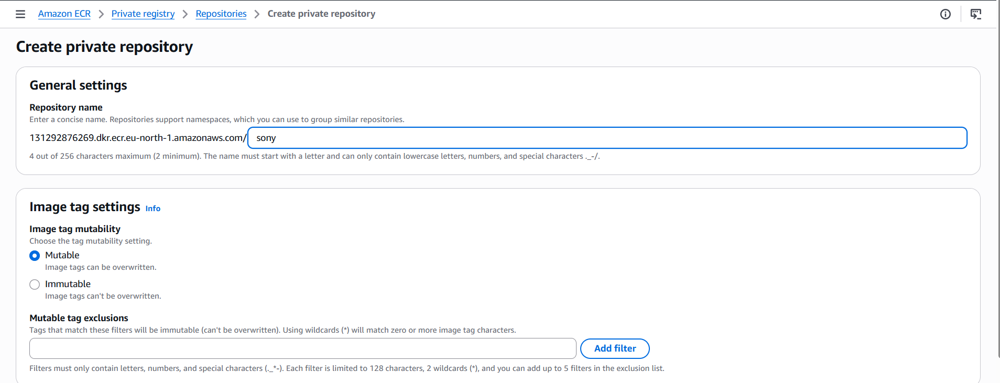 Amazon ECR > Private registry > Repositories > Create private repository
Create private repository
General settings
Repository name
Enter a concise name. Repositories support namespaces, which you can use to group similar repositories.
131292876269.dkr.ecr.eu-north-1.amazonaws.com/ sony
4 out of 256 characters maximum (2 minimum). The name must start with a letter and can only contain lowercase letters, numbers, and special characters ._-/.
Image tag settings Info
Image tag mutability
Choose the tag mutability setting.
Mutable
Image tags can be overwritten.
Immutable
Image tags can't be overwritten.
Mutable tag exclusions
Tags that match these filters will be immutable (can't be overwritten). Using wildcards (*) will match zero or more image tag characters.
Add filter
Filters must only contain letters, numbers, and special characters (._*-). Each filter is limited to 128 characters, 2 wildcards (*), and you can add up to 5 filters in the exclusion list.